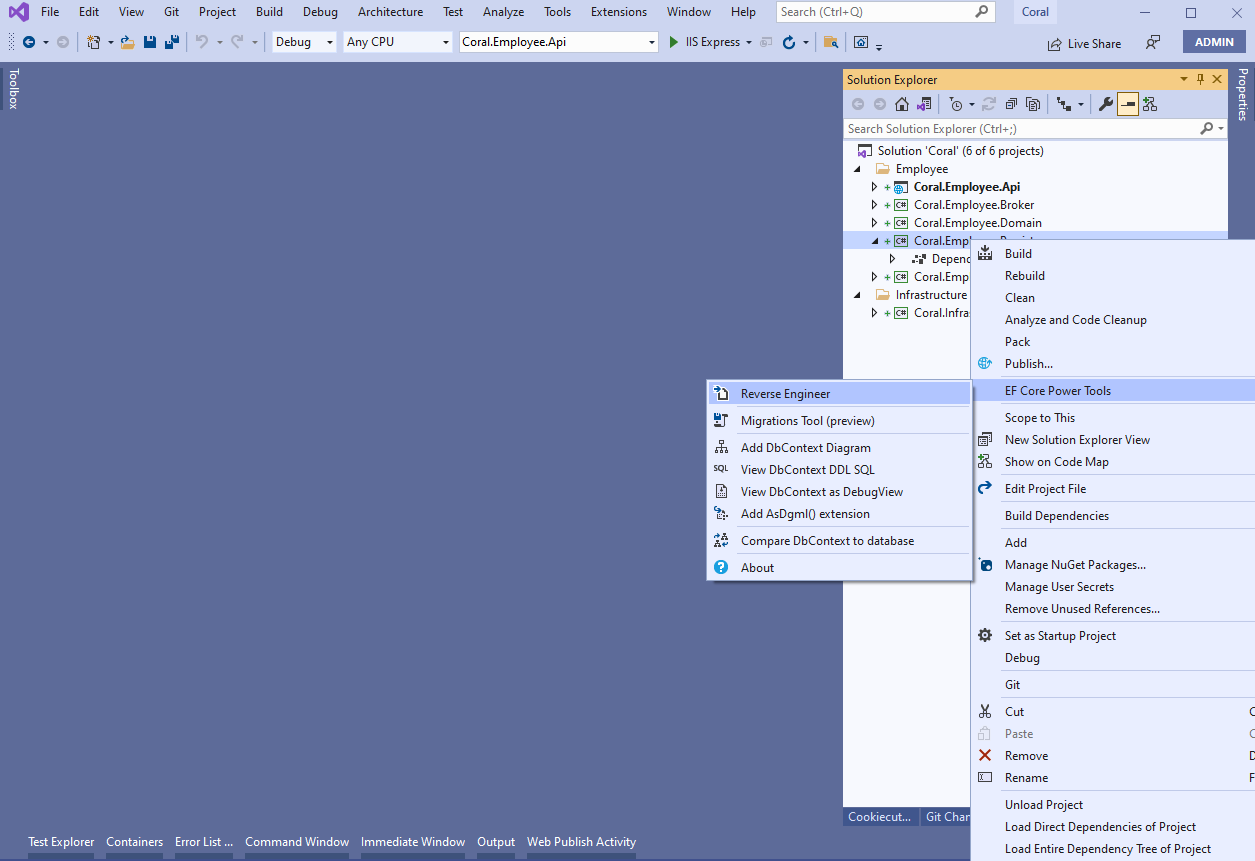 File Edit View Git Project Build Debug Architecture Test Analyze Tools Extensions Window Help Search (Ctrl+Q) Coral
Debug Any CPU Coral.Employee.Api IIS Express Live Share ADMIN
Toolbox
Solution Explorer
Properties
Search Solution Explorer (Ctrl+;)
Solution 'Coral' (6 of 6 projects)
Employee
Coral.Employee.Api
Coral.Employee.Broker
Coral.Employee.Domain
Coral.Emp
Depend
Coral.Emp
Infrastructure
Coral.Infra
Build
Rebuild
Clean
Analyze and Code Cleanup
Pack
Publish...
EF Core Power Tools
Scope to This
New Solution Explorer View
Show on Code Map
Edit Project File
Build Dependencies
Add
Manage NuGet Packages...
Manage User Secrets
Remove Unused References...
Set as Startup Project
Debug
Git
Cut C
Paste C
Remove D
Rename F
Unload Project
Load Direct Dependencies of Project
Load Entire Dependency Tree of Project
Reverse Engineer
Migrations Tool (preview)
Add DbContext Diagram
SQL View DbContext DDL SQL
View DbContext as DebugView
Add AsDgml() extension
Compare DbContext to database
? About
Cookiecut... Git Chan
Test Explorer Containers Error List ... Command Window Immediate Window Output Web Publish Activity